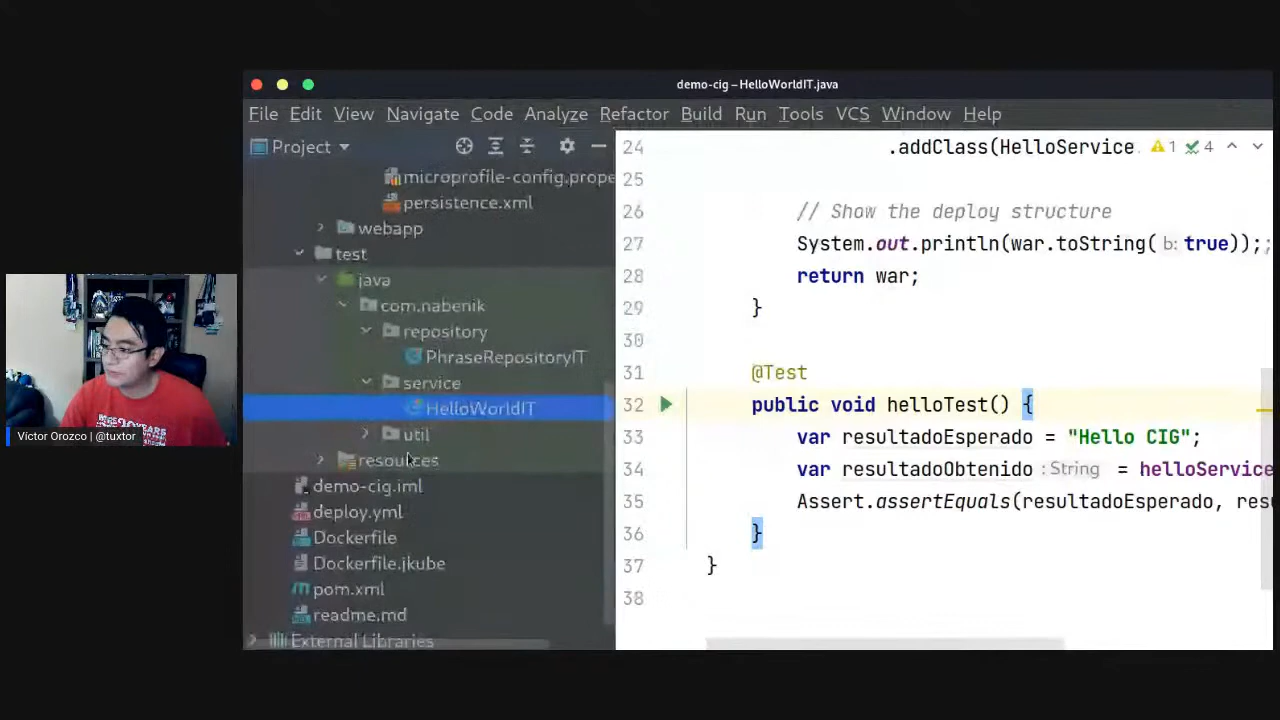 demo-cig – HelloWorldIT.java
File Edit View Navigate Code Analyze Refactor Build Run Tools VCS Window Help
Project
microprofile-config.prope
persistence.xml
webapp
test
java
com.nabenik
repository
PhraseRepositoryIT
service
HelloWorldIT
util
resources
demo-cig.iml
deploy.yml
Dockerfile
Dockerfile.jkube
pom.xml
readme.md
External Libraries
24 .addClass(HelloService. 1 4
25
26 // Show the deploy structure
27 System.out.println(war.toString( b: true));;
28 return war;
29 }
30
31 @Test
32 public void helloTest() {
33 var resultadoEsperado = "Hello CIG";
34 var resultadoObtenido : String = helloService
35 Assert.assertEquals(resultadoEsperado, resu
36 }
37 }
38
Víctor Orozco | @tuxtor